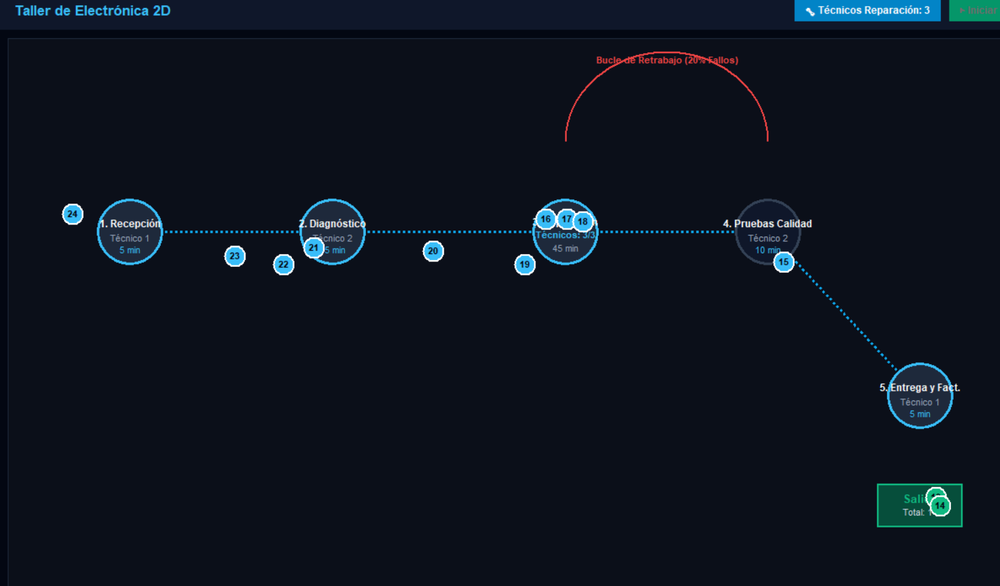 Taller de Electrónica 2D
Técnicos Reparación: 3
Iniciar
Bucle de Retrabajo (20% Fallos)
24
1. Recepción
Técnico 1
5 min
23
22
2. Diagnóstico
Técnico 2
5 min
21
20
19
16
17
18
Técnicos: 3/3
45 min
4. Pruebas Calidad
Técnico 2
10 min
15
5. Entrega y Fact.
Técnico 1
5 min
Total:
14